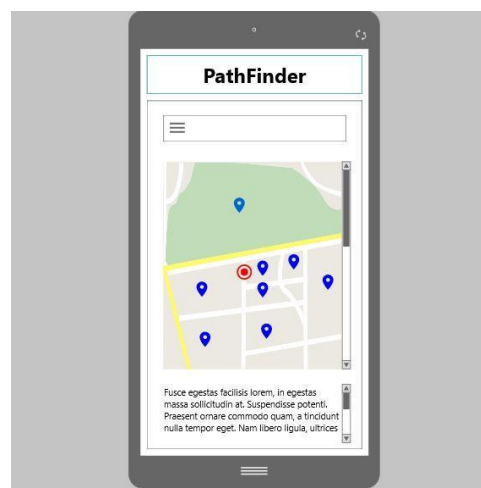 PathFinder
Fusce egestas facilisis lorem, in egestas
massa sollicitudin at. Suspendisse potenti.
Praesent ornare commodo quam, a tincidunt
nulla tempor eget. Nam libero ligula, ultrices